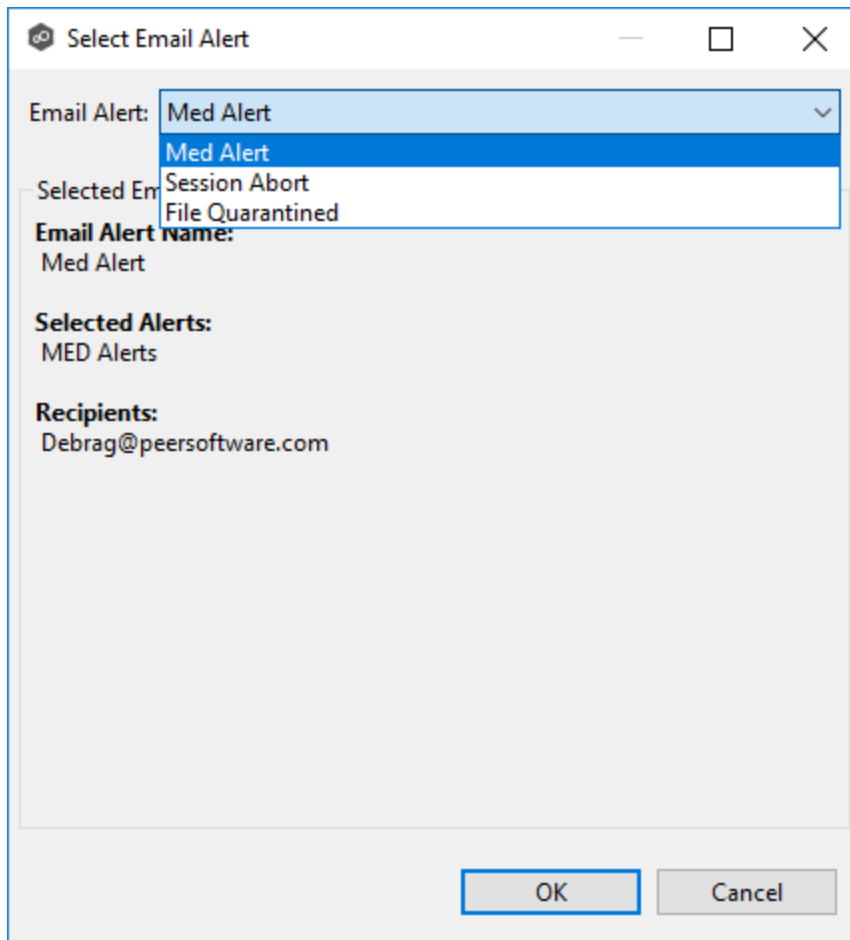 Select Email Alert
Email Alert: Med Alert
Med Alert
Session Abort
Selected Em
File Quarantined
Email Alert Name:
Med Alert
Selected Alerts:
MED Alerts
Recipients:
Debrag@peersoftware.com
OK Cancel